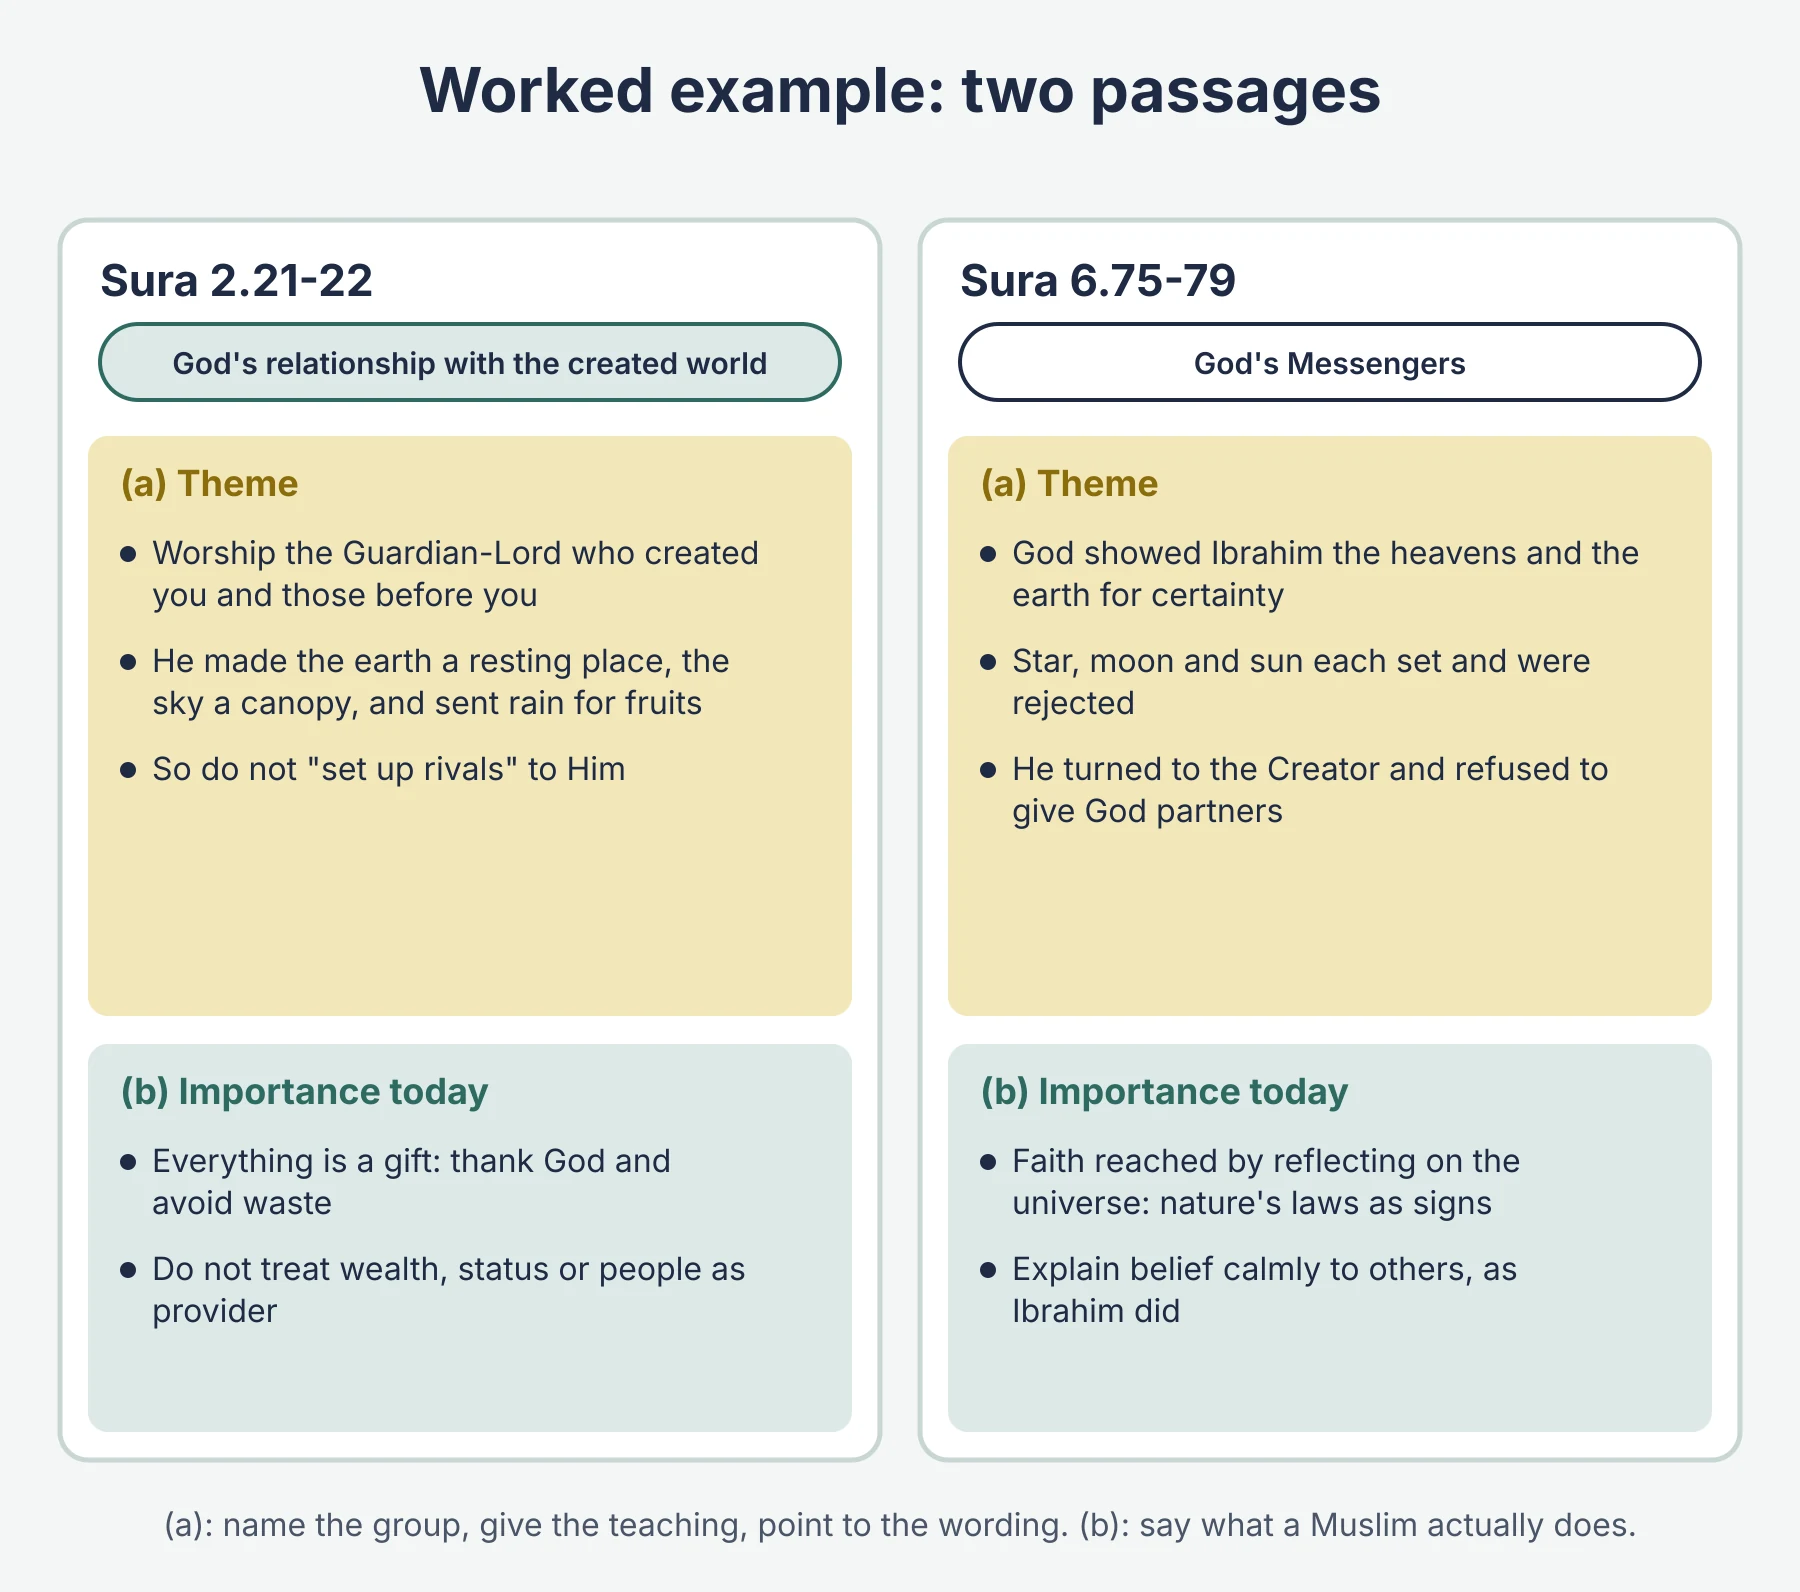 Worked example: two passages
Sura 2.21-22
God's relationship with the created world
(a) Theme
● Worship the Guardian-Lord who created
you and those before you
● He made the earth a resting place, the
sky a canopy, and sent rain for fruits
● So do not "set up rivals" to Him
(b) Importance today
● Everything is a gift: thank God and
avoid waste
● Do not treat wealth, status or people as
provider
Sura 6.75-79
God's Messengers
(a) Theme
● God showed Ibrahim the heavens and the
earth for certainty
● Star, moon and sun each set and were
rejected
● He turned to the Creator and refused to
give God partners
(b) Importance today
● Faith reached by reflecting on the
universe: nature's laws as signs
● Explain belief calmly to others, as
Ibrahim did
(a): name the group, give the teaching, point to the wording. (b): say what a Muslim actually does.